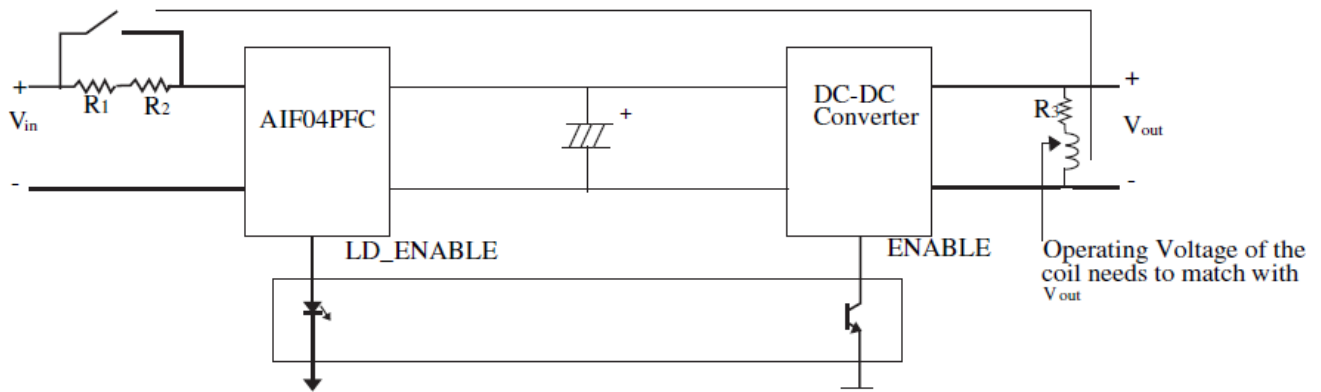 +
R1
R2
Vin
-
AIF04PFC
LD_ENABLE
+
DC-DC
Converter
ENABLE
R3
+
Vout
-
Operating Voltage of the
coil needs to match with
Vout